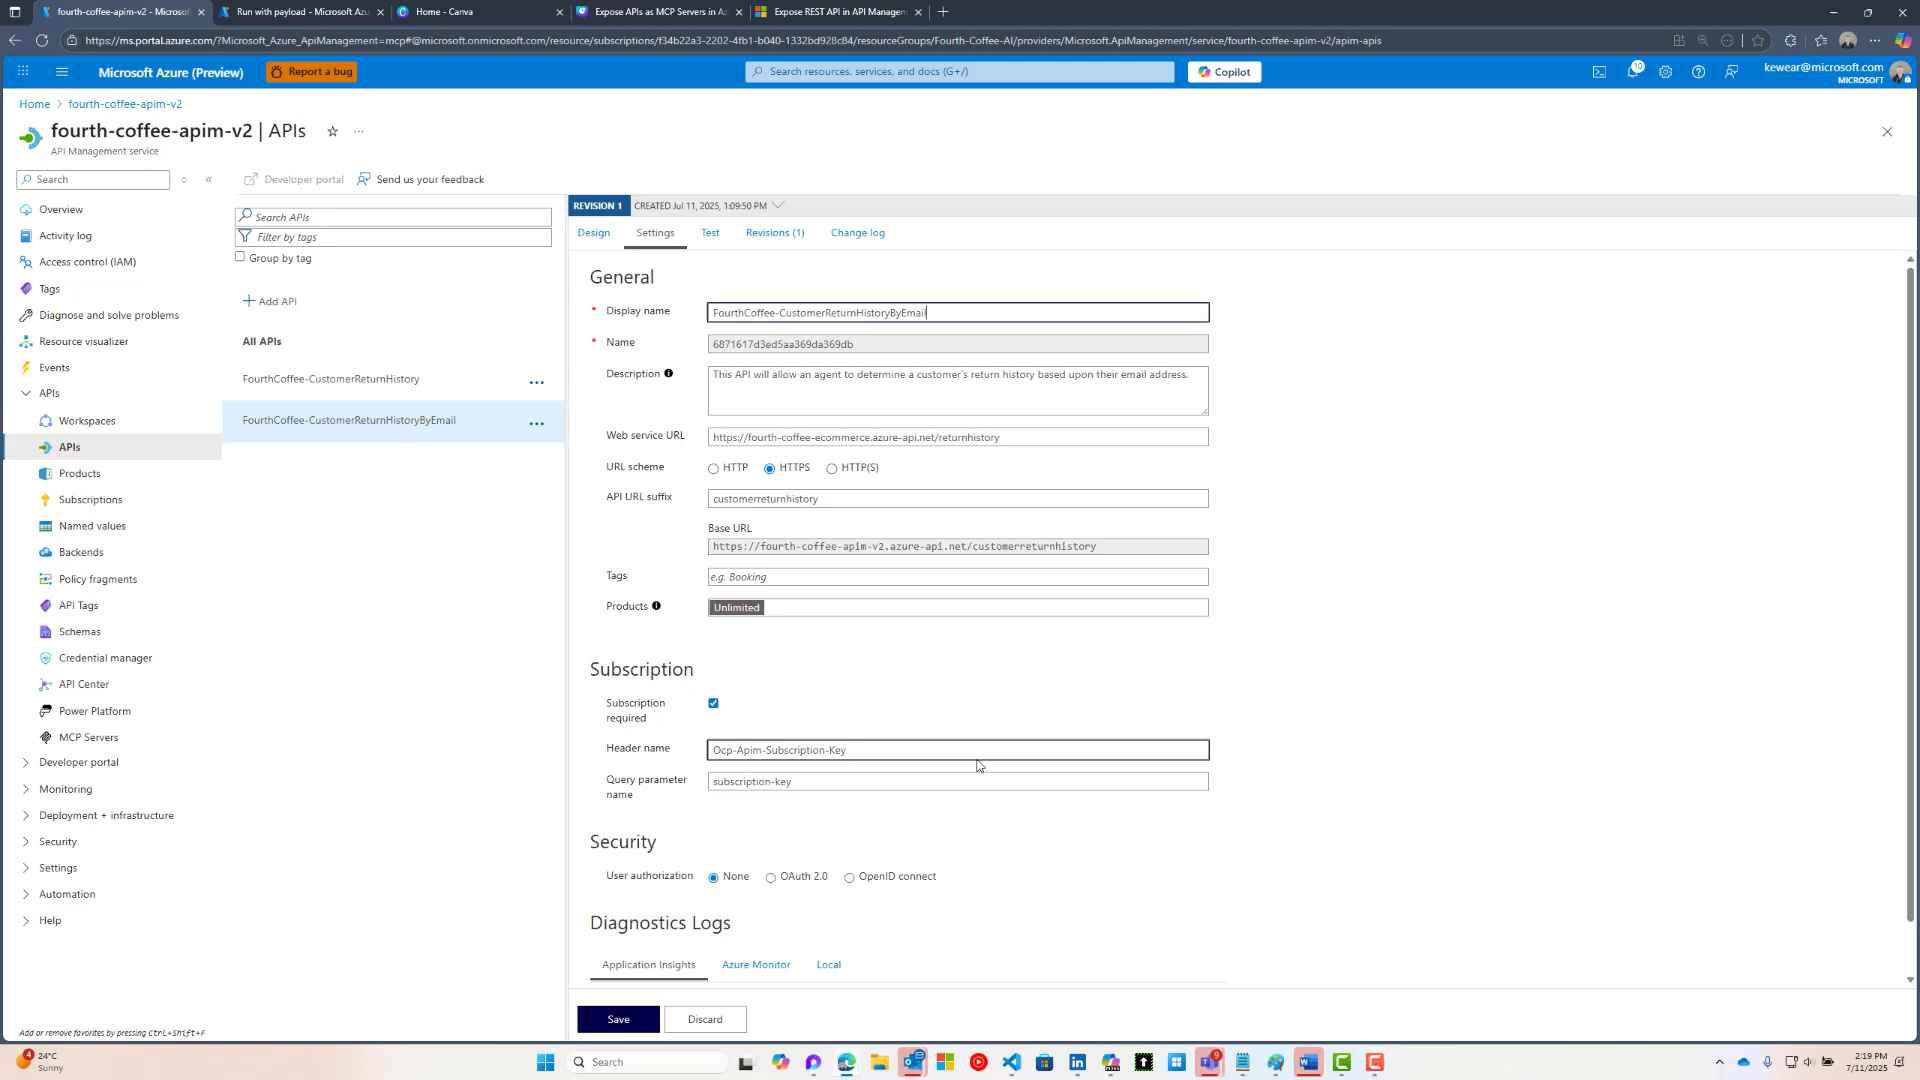 fourth-coffee-apim-v2 - Microsof
Run with payload - Microsoft Azu
Home - Canva
Expose APIs as MCP Servers in Az
Expose REST API in API Managem
https://ms.portal.azure.com/?Microsoft_Azure_ApiManagement=mcp#@microsoft.onmicrosoft.com/resource/subscriptions/f34b22a3-2202-4fb1-b040-1332bd928c84/resourceGroups/Fourth-Coffee-AI/providers/Microsoft.ApiManagement/service/fourth-coffee-apim-v2/apim-apis
Microsoft Azure (Preview)
Report a bug
Search resources, services, and docs (G+/)
Copilot
10
kewear@microsoft.com
MICROSOFT
Home > fourth-coffee-apim-v2
fourth-coffee-apim-v2 | APIs
API Management service
Search
Developer portal
Send us your feedback
Overview
Activity log
Access control (IAM)
Tags
Diagnose and solve problems
Resource visualizer
Events
APIs
Workspaces
APIs
Products
Subscriptions
Named values
Backends
Policy fragments
API Tags
Schemas
Credential manager
API Center
Power Platform
MCP Servers
Developer portal
Monitoring
Deployment + infrastructure
Security
Settings
Automation
Help
Add or remove favorites by pressing Ctrl+Shift+F
Search APIs
Filter by tags
Group by tag
Add API
All APIs
FourthCoffee-CustomerReturnHistory
FourthCoffee-CustomerReturnHistoryByEmail
REVISION 1 CREATED Jul 11, 2025, 1:09:50 PM
Design Settings Test Revisions (1) Change log
General
* Display name FourthCoffee-CustomerReturnHistoryByEmail
* Name 6871617d3ed5aa369da369db
Description This API will allow an agent to determine a customer's return history based upon their email address.
Web service URL https://fourth-coffee-ecommerce.azure-api.net/returnhistory
URL scheme HTTP HTTPS HTTP(S)
API URL suffix customerreturnhistory
Base URL
https://fourth-coffee-apim-v2.azure-api.net/customerreturnhistory
Tags e.g. Booking
Products Unlimited
Subscription
Subscription
required
Header name Ocp-Apim-Subscription-Key
Query parameter
name
subscription-key
Security
User authorization None OAuth 2.0 OpenID connect
Diagnostics Logs
Application Insights Azure Monitor Local
Save Discard
4
24°C
Sunny
Search
9
2:19 PM
7/11/2025